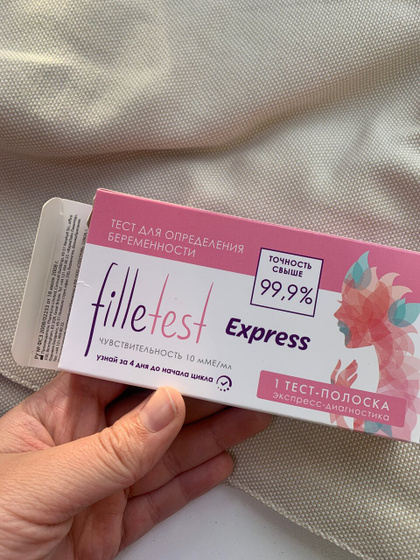 ТЕСТ ДЛЯ ОПРЕДЕЛЕНИЯ
БЕРЕМЕННОСТИ
ТОЧНОСТЬ
СВЫШЕ
99,9%
filletest Express
ЧУВСТВИТЕЛЬНОСТЬ 10 мМЕ/мл
узнай за 4 дня до начала цикла
1 ТЕСТ-ПОЛОСКА
Экспресс-диагностика